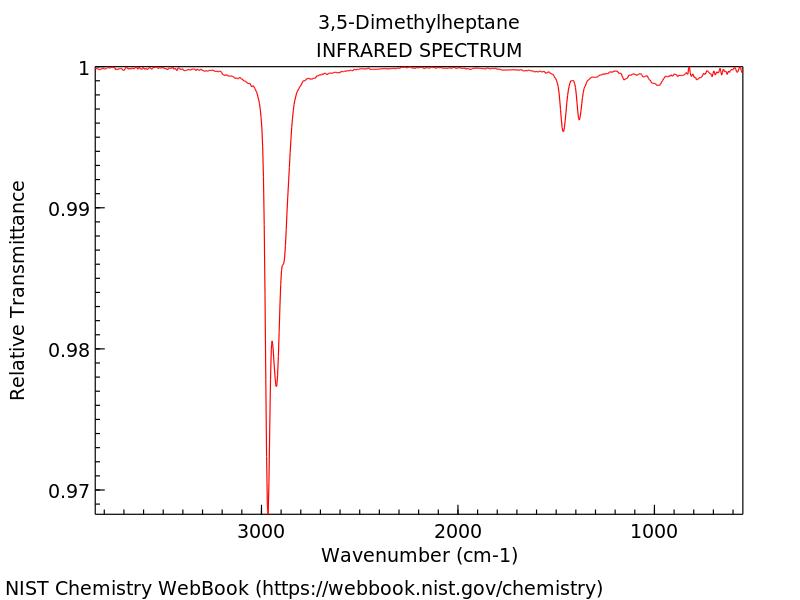 3,5-Dimethylheptane
INFRARED SPECTRUM
1
0.99
0.98
0.97
Relative Transmittance
3000 2000 1000
Wavenumber (cm-1)
NIST Chemistry WebBook (https://webbook.nist.gov/chemistry)